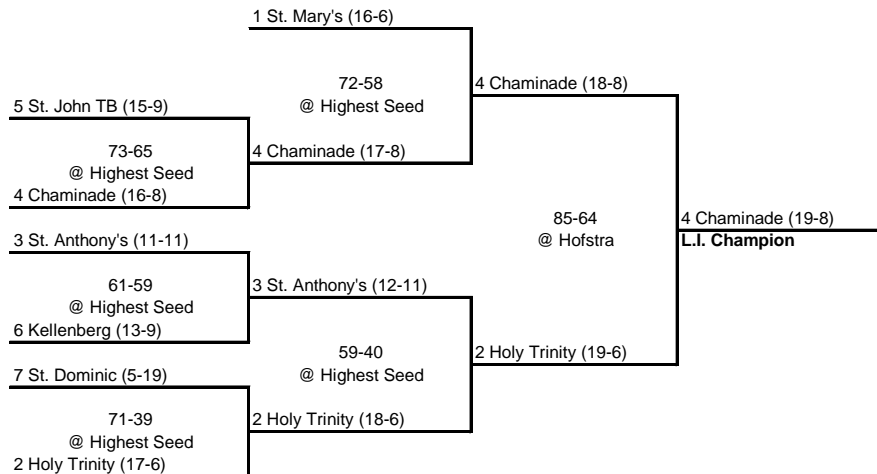 1 St. Mary's (16-6)
72-58
@ Highest Seed
4 Chaminade (18-8)
5 St. John TB (15-9)
73-65
@ Highest Seed
4 Chaminade (17-8)
4 Chaminade (16-8)
85-64
@ Hofstra
4 Chaminade (19-8)
L.I. Champion
3 St. Anthony's (11-11)
61-59
@ Highest Seed
3 St. Anthony's (12-11)
6 Kellenberg (13-9)
59-40
@ Highest Seed
2 Holy Trinity (19-6)
7 St. Dominic (5-19)
71-39
@ Highest Seed
2 Holy Trinity (18-6)
2 Holy Trinity (17-6)